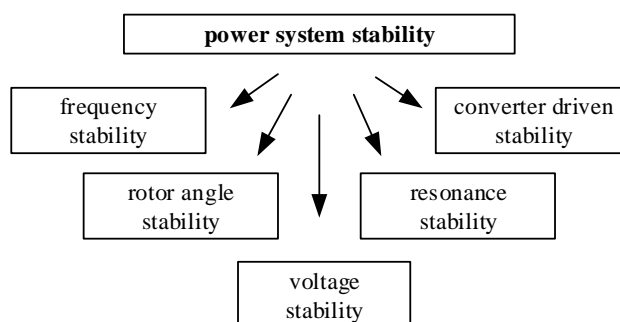 power system stability
frequency
stability
converter driven
stability
rotor angle
stability
resonance
stability
voltage
stability